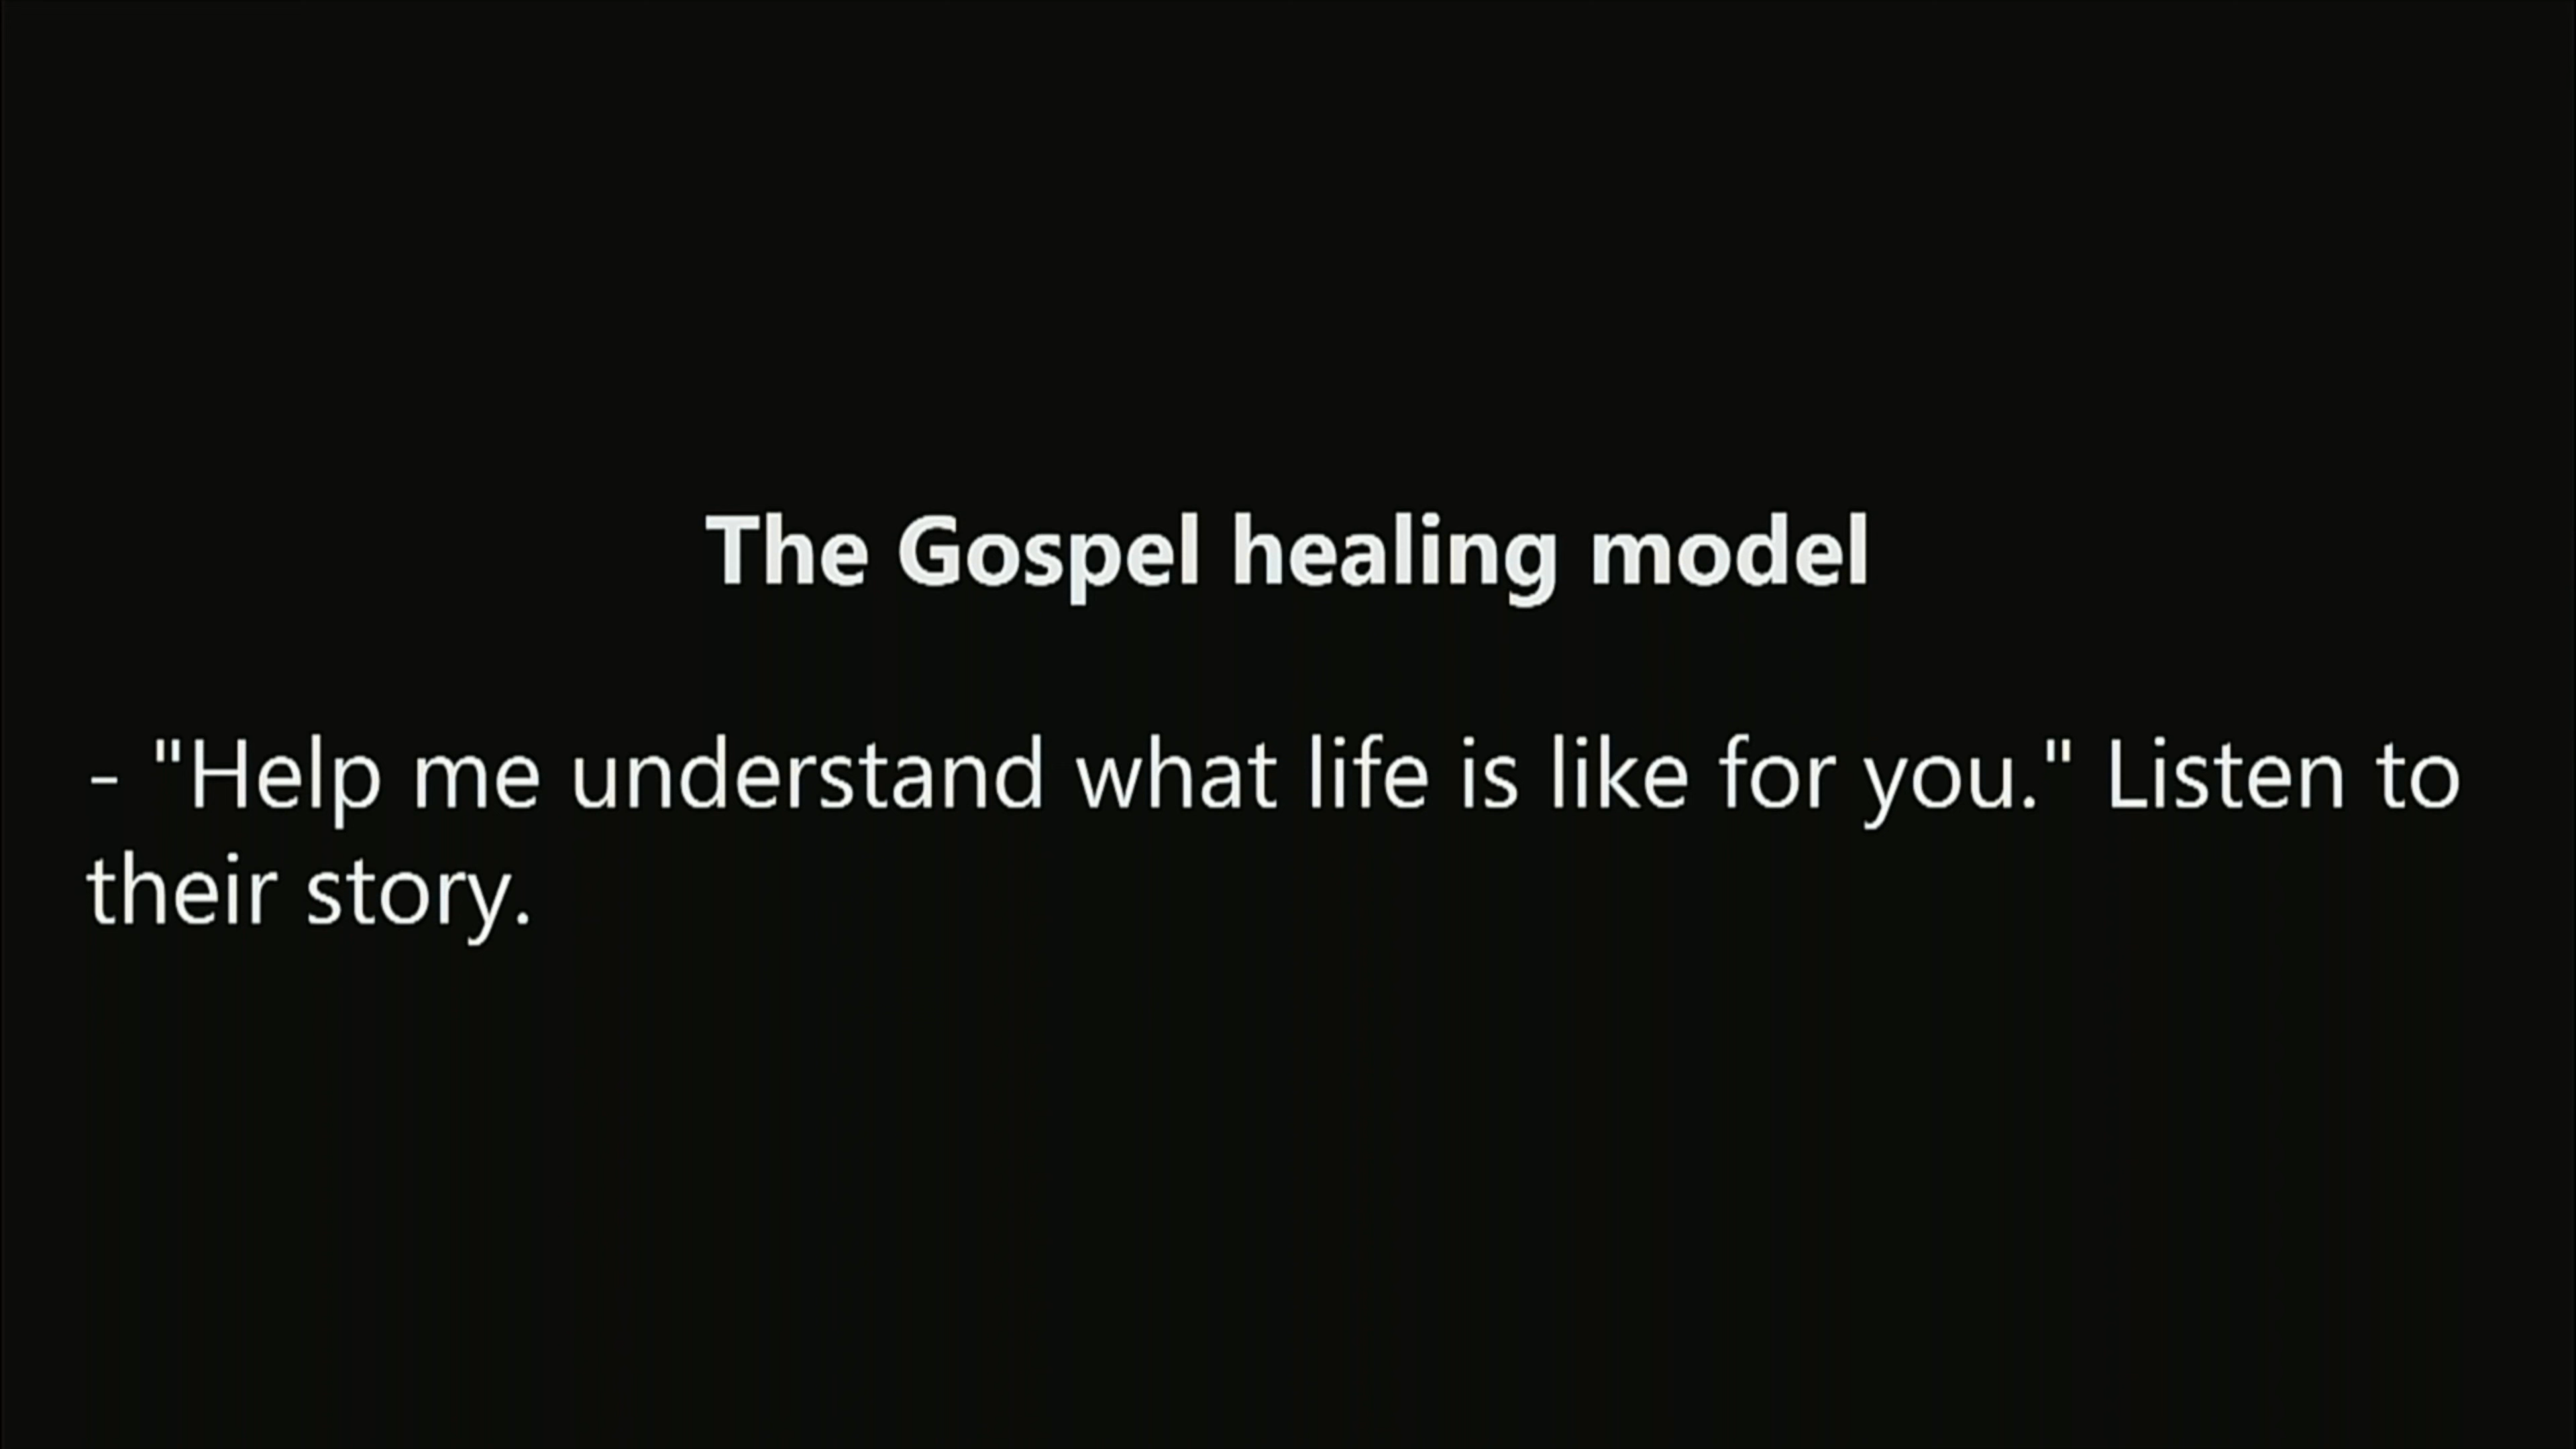 The Gospel healing model
- "Help me understand what life is like for you." Listen to
their story.